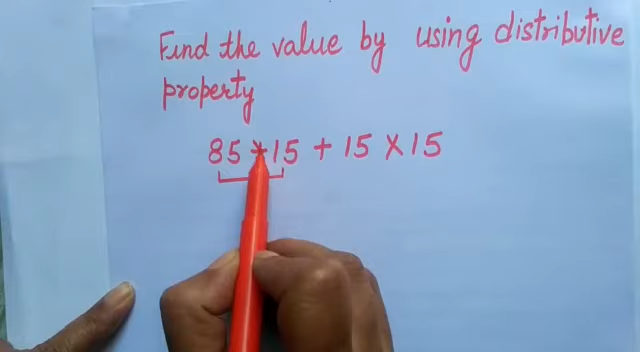 Find the value by using distributive
property
85 × 15 + 15 × 15